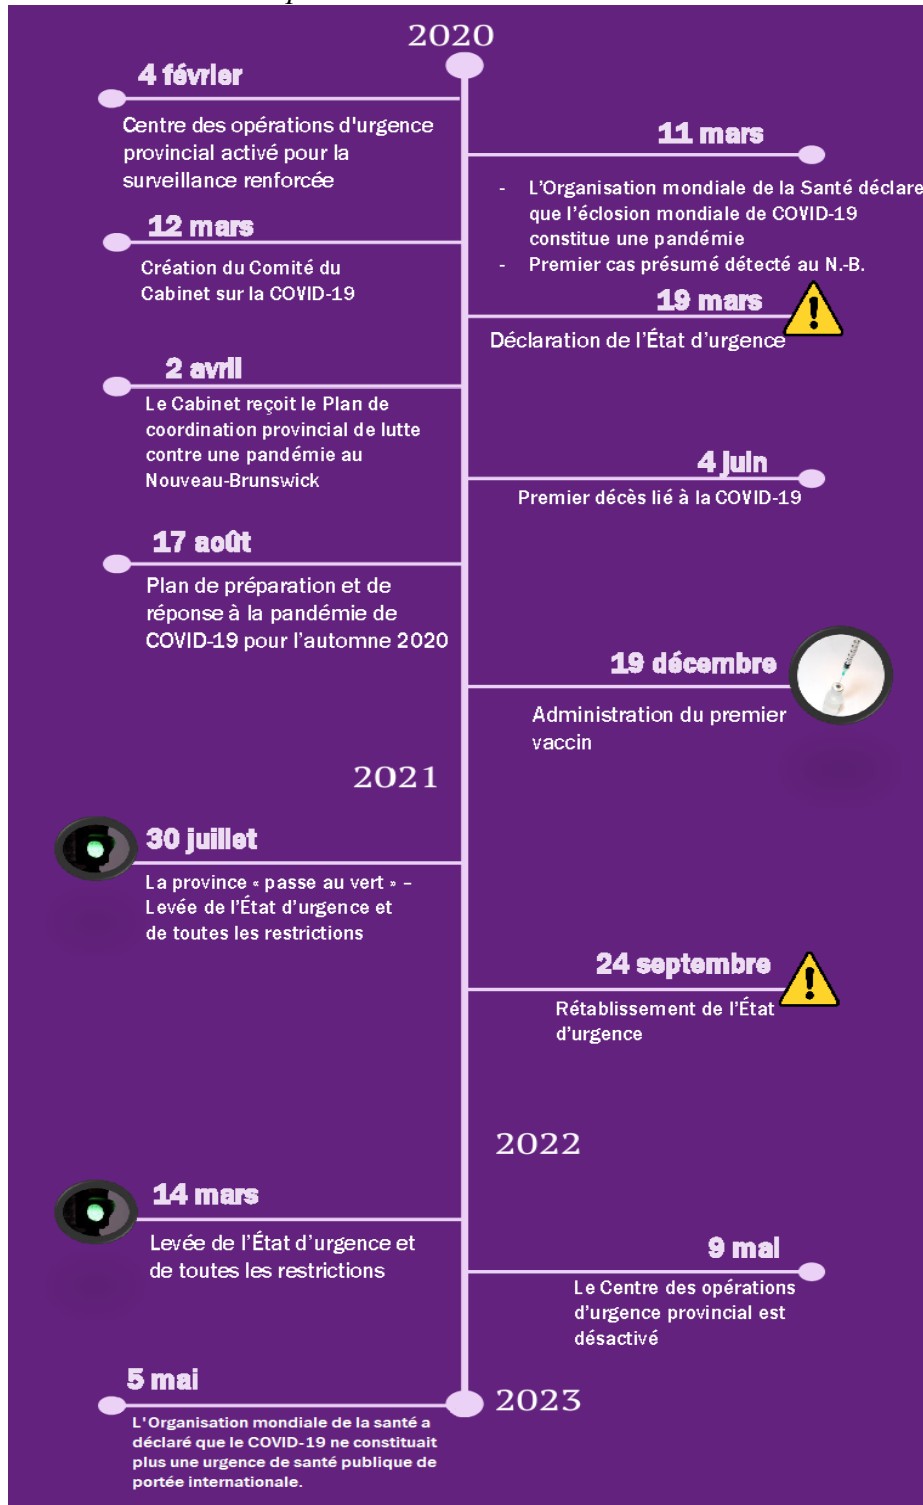 2020
4 février
Centre des opérations d'urgence
provincial activé pour la
surveillance renforcée
11 mars
- L'Organisation mondiale de la Santé déclare
que l'éclosion mondiale de COVID-19
constitue une pandémie
- Premier cas présumé détecté au N.-B.
12 mars
Création du Comité du
Cabinet sur la COVID-19
19 mars
Déclaration de l'État d'urgence
2 avril
Le Cabinet reçoit le Plan de
coordination provincial de lutte
contre une pandémie au
Nouveau-Brunswick
4 juin
Premier décès lié à la COVID-19
17 août
Plan de préparation et de
réponse à la pandémie de
COVID-19 pour l'automne 2020
19 décembre
Administration du premier
vaccin
2021
30 juillet
La province « passe au vert » –
Levée de l'État d'urgence et
de toutes les restrictions
24 septembre
Rétablissement de l'État
d'urgence
2022
14 mars
Levée de l'État d'urgence et
de toutes les restrictions
9 mai
Le Centre des opérations
d'urgence provincial est
désactivé
2023
5 mai
L'Organisation mondiale de la santé a
déclaré que le COVID-19 ne constituait
plus une urgence de santé publique de
portée internationale.